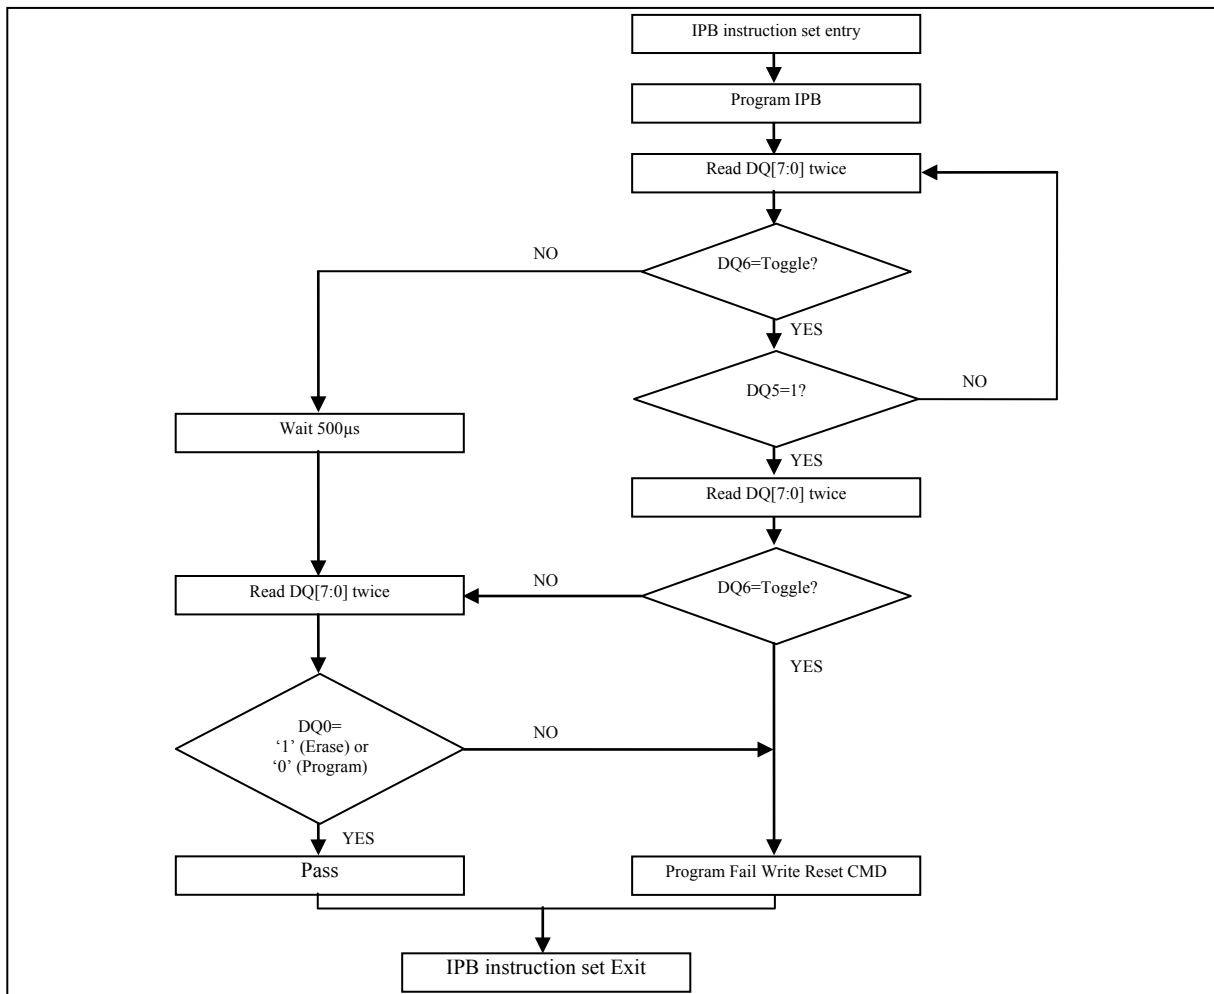 IPB instruction set entry
Program IPB
Read DQ[7:0] twice
DQ6=Toggle?
NO
YES
DQ5=1?
NO
YES
Wait 500µs
Read DQ[7:0] twice
DQ6=Toggle?
NO
YES
Read DQ[7:0] twice
DQ0=
‘1’ (Erase) or
‘0’ (Program)
NO
YES
Pass
Program Fail Write Reset CMD
IPB instruction set Exit